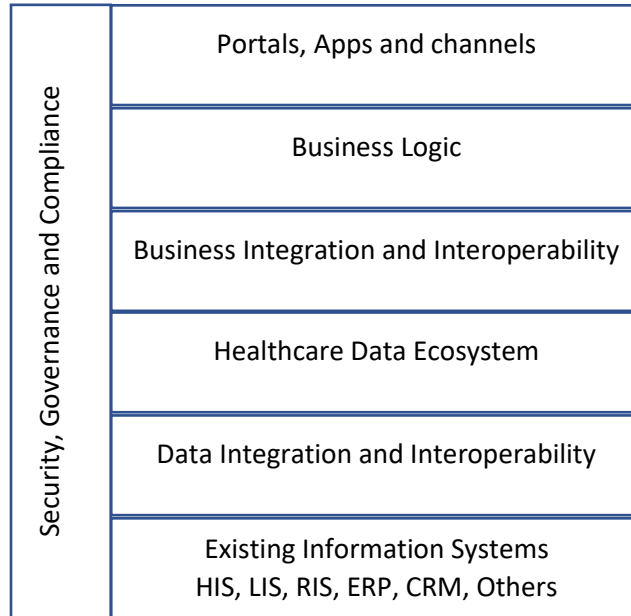 Security, Governance and Compliance
Portals, Apps and channels
Business Logic
Business Integration and Interoperability
Healthcare Data Ecosystem
Data Integration and Interoperability
Existing Information Systems
HIS, LIS, RIS, ERP, CRM, Others